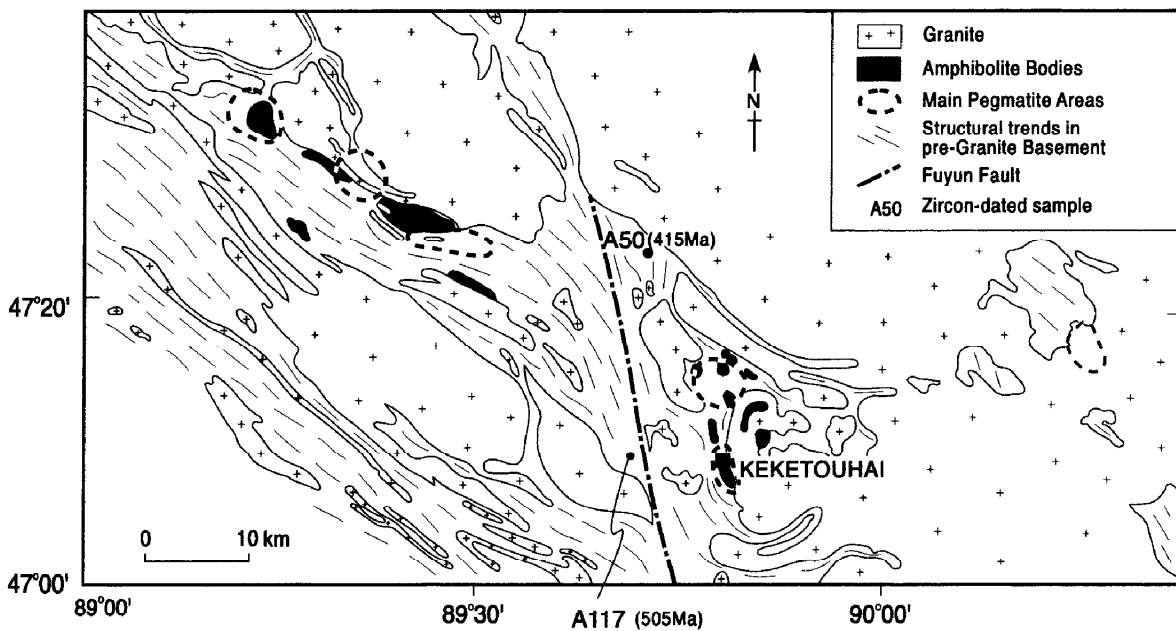 Granite
Amphibolite Bodies
Main Pegmatite Areas
Structural trends in
pre-Granite Basement
Fuyun Fault
A50 Zircon-dated sample
N
A50 (415Ma)
47°20'
KEKETOUHAI
0 10 km
47°00'
89°00' 89°30' 90°00'
A117 (505Ma)